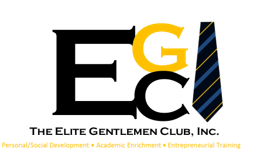 EGC
The Elite Gentlemen Club, Inc.
Personal/Social Development • Academic Enrichment • Entrepreneurial Training